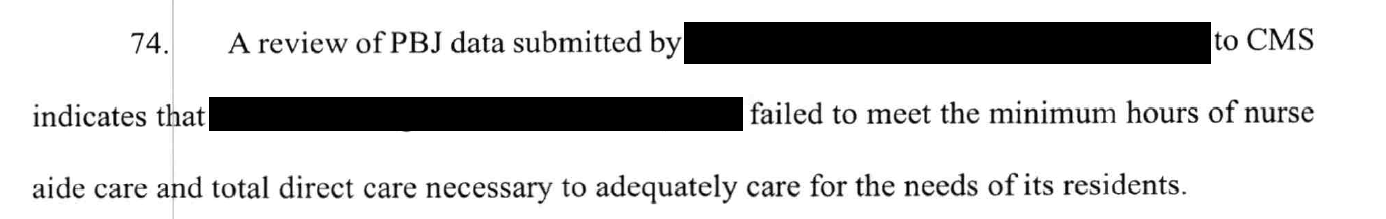 74. A review of PBJ data submitted by to CMS
indicates that failed to meet the minimum hours of nurse
aide care and total direct care necessary to adequately care for the needs of its residents.